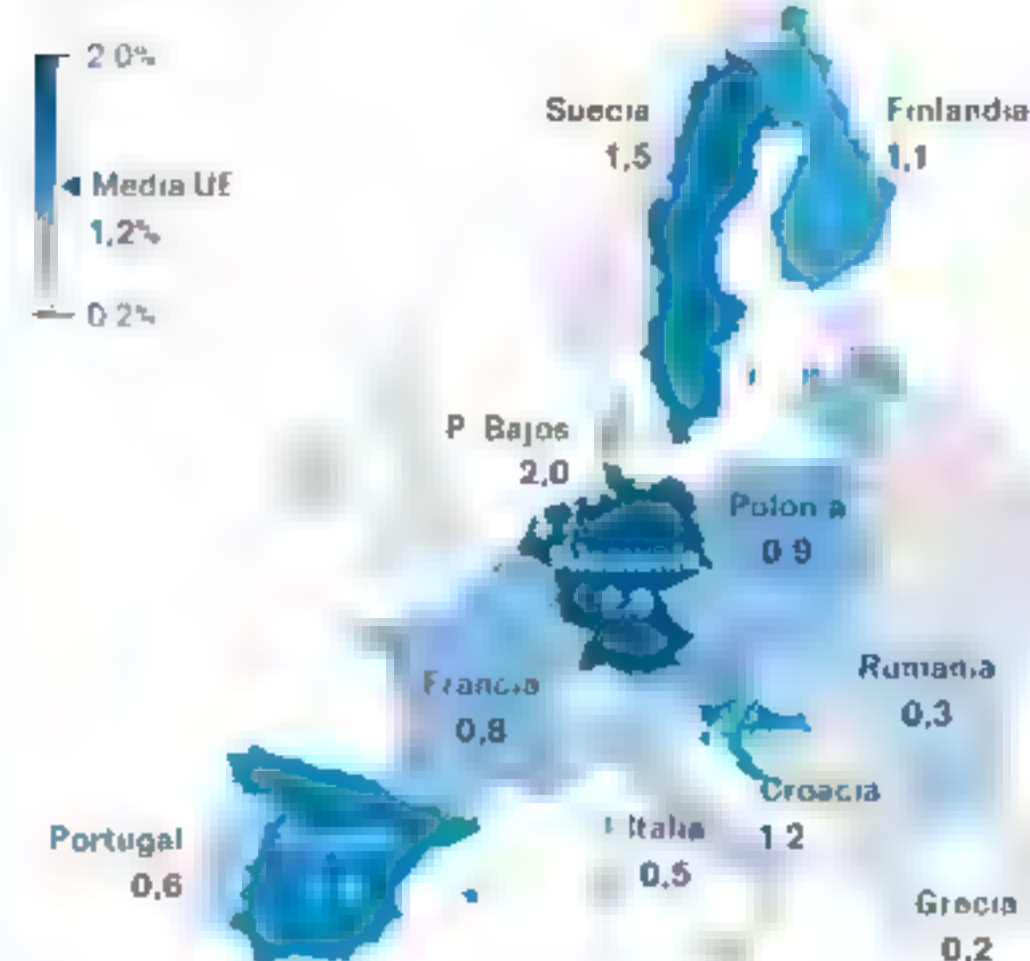 2 0%
Media UE
1,2%
0 2%
Suecia
1,5
Finlandia
1,1
P Bajos
2,0
Polonia
0 9
Francia
0,8
Rumania
0,3
Croacia
1 2
Portugal
0,6
Italia
0,5
Grecia
0,2